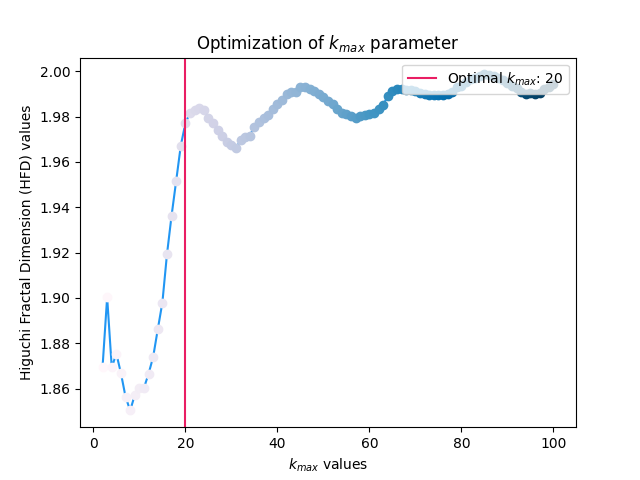 Optimization of $k_{max}$ parameter
Optimal $k_{max}$: 20
Higuchi Fractal Dimension (HFD) values
2.00
1.98
1.96
1.94
1.92
1.90
1.88
1.86
0 20 40 60 80 100
$k_{max}$ values